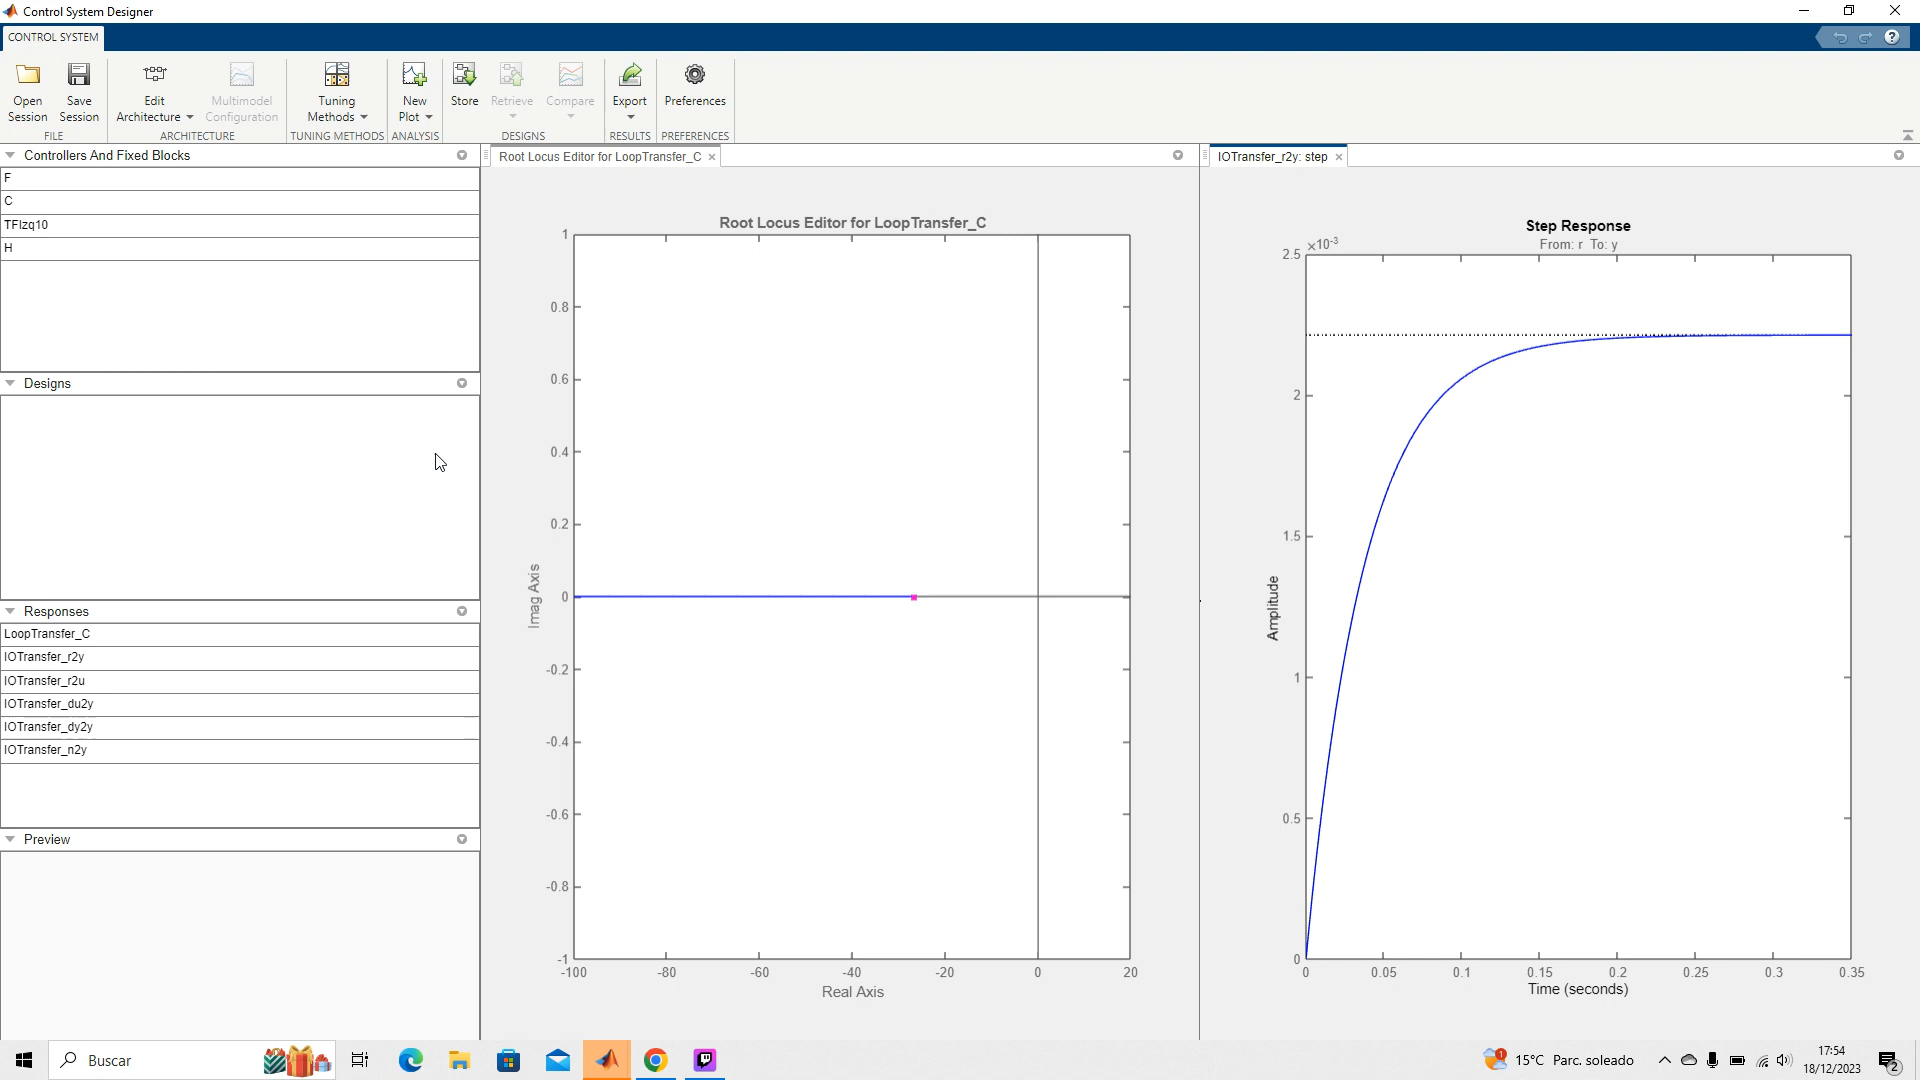 Control System Designer
CONTROL SYSTEM
Open Session
Save Session
Edit Architecture
Multimodel Configuration
Tuning Methods
New Plot
Store
Retrieve
Compare
Export
Preferences
FILE
ARCHITECTURE
TUNING METHODS
ANALYSIS
DESIGNS
RESULTS
PREFERENCES
Controllers And Fixed Blocks
F
C
TFIzq10
H
Designs
Responses
LoopTransfer_C
IOTransfer_r2y
IOTransfer_r2u
IOTransfer_du2y
IOTransfer_dy2y
IOTransfer_n2y
Preview
Root Locus Editor for LoopTransfer_C
Root Locus Editor for LoopTransfer_C
1
0.8
0.6
0.4
0.2
0
-0.2
-0.4
-0.6
-0.8
-1
Imag Axis
-100 -80 -60 -40 -20 0 20
Real Axis
IOTransfer_r2y: step
Step Response
From: r To: y
×10-3
2.5
2
1.5
1
0.5
0
Amplitude
0 0.05 0.1 0.15 0.2 0.25 0.3 0.35
Time (seconds)
Buscar
1
15°C Parc. soleado
17:54
18/12/2023
2